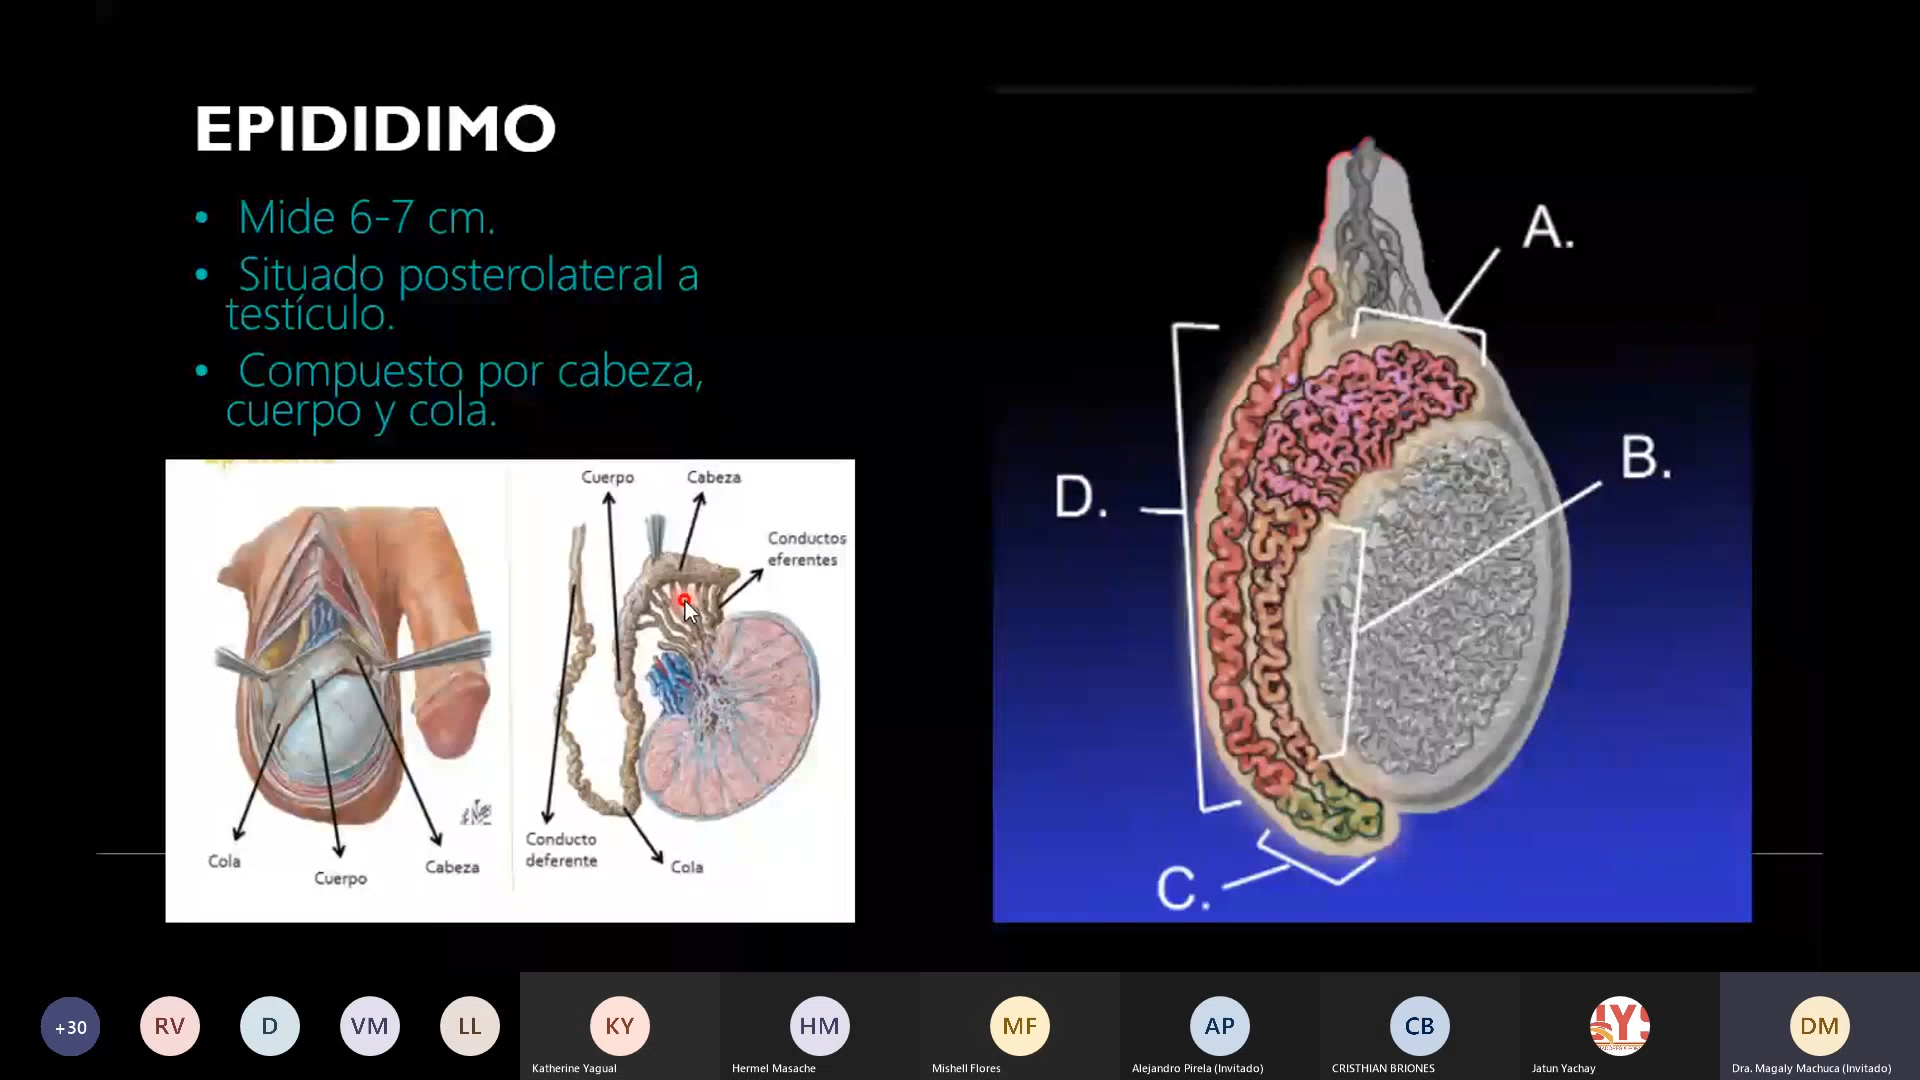 EPIDIDIMO
• Mide 6-7 cm.
• Situado posterolateral a
testículo.
• Compuesto por cabeza,
cuerpo y cola.
Cuerpo
Cabeza
Conductos
eferentes
Conducto
deferente
Cola
Cola
Cuerpo
Cabeza
A.
B.
D.
C.
+30
RV
D
VM
LL
KY
HM
MF
AP
CB
DM
Katherine Yagual
Hermel Masache
Mishell Flores
Alejandro Pirela (Invitado)
CRISTHIAN BRIONES
Jatun Yachay
Dra. Magaly Machuca (Invitado)